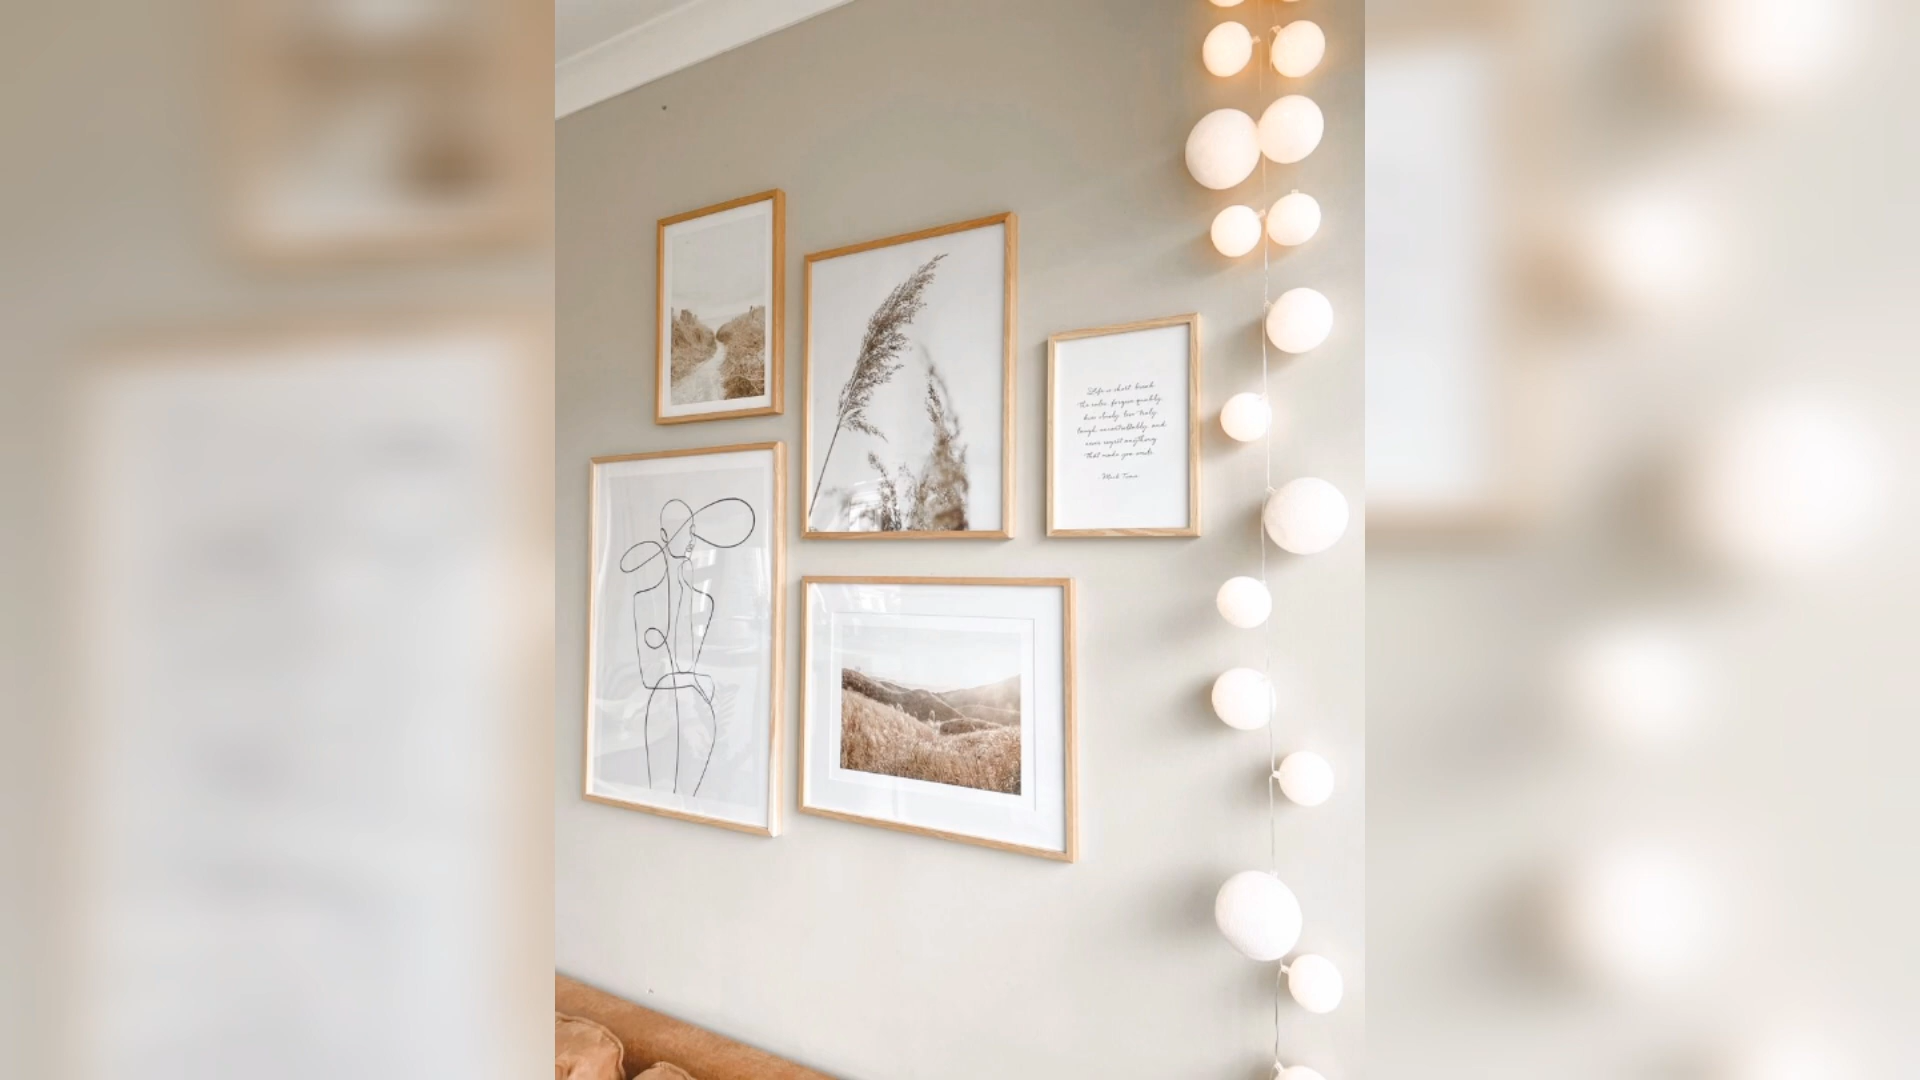 Life is short, break
the rules, forgive quickly,
kiss slowly, love truly,
laugh uncontrollably, and
never regret anything
that made you smile
Mark Twain